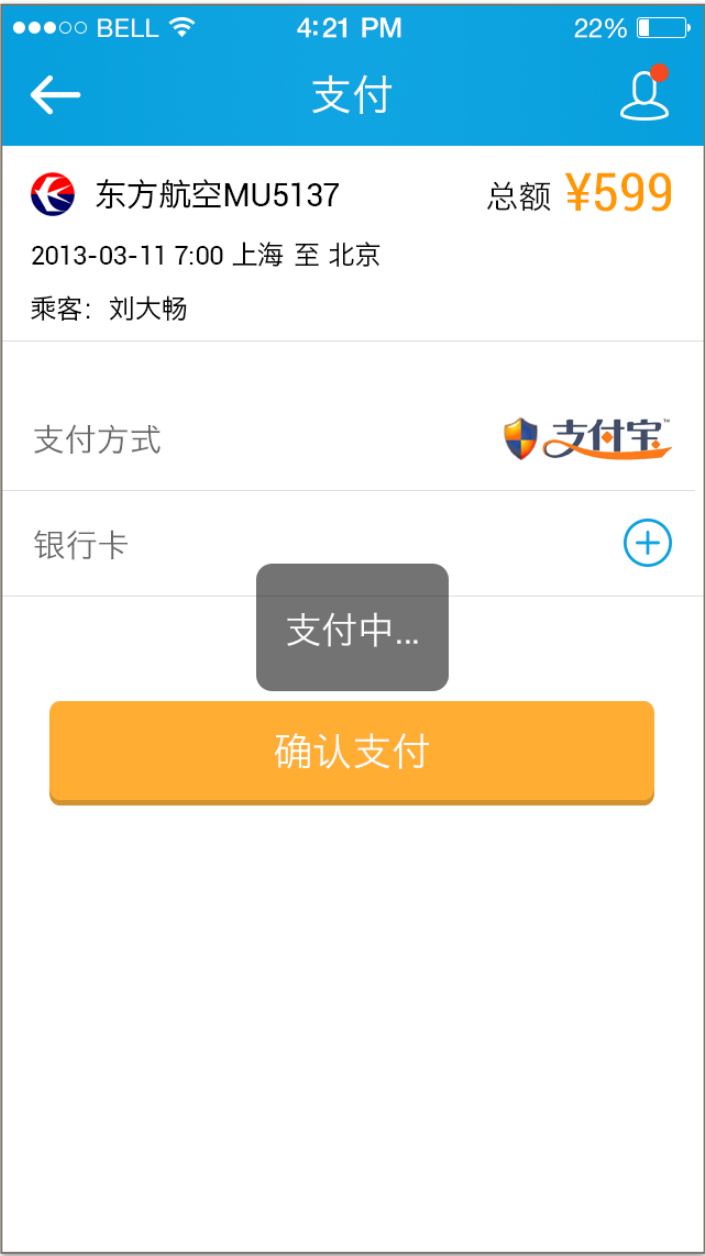 BELL 4:21 PM 22%
支付
东方航空MU5137 总额 ¥599
2013-03-11 7:00 上海 至 北京
乘客：刘大畅
支付方式 支付宝™
银行卡
支付中...
确认支付